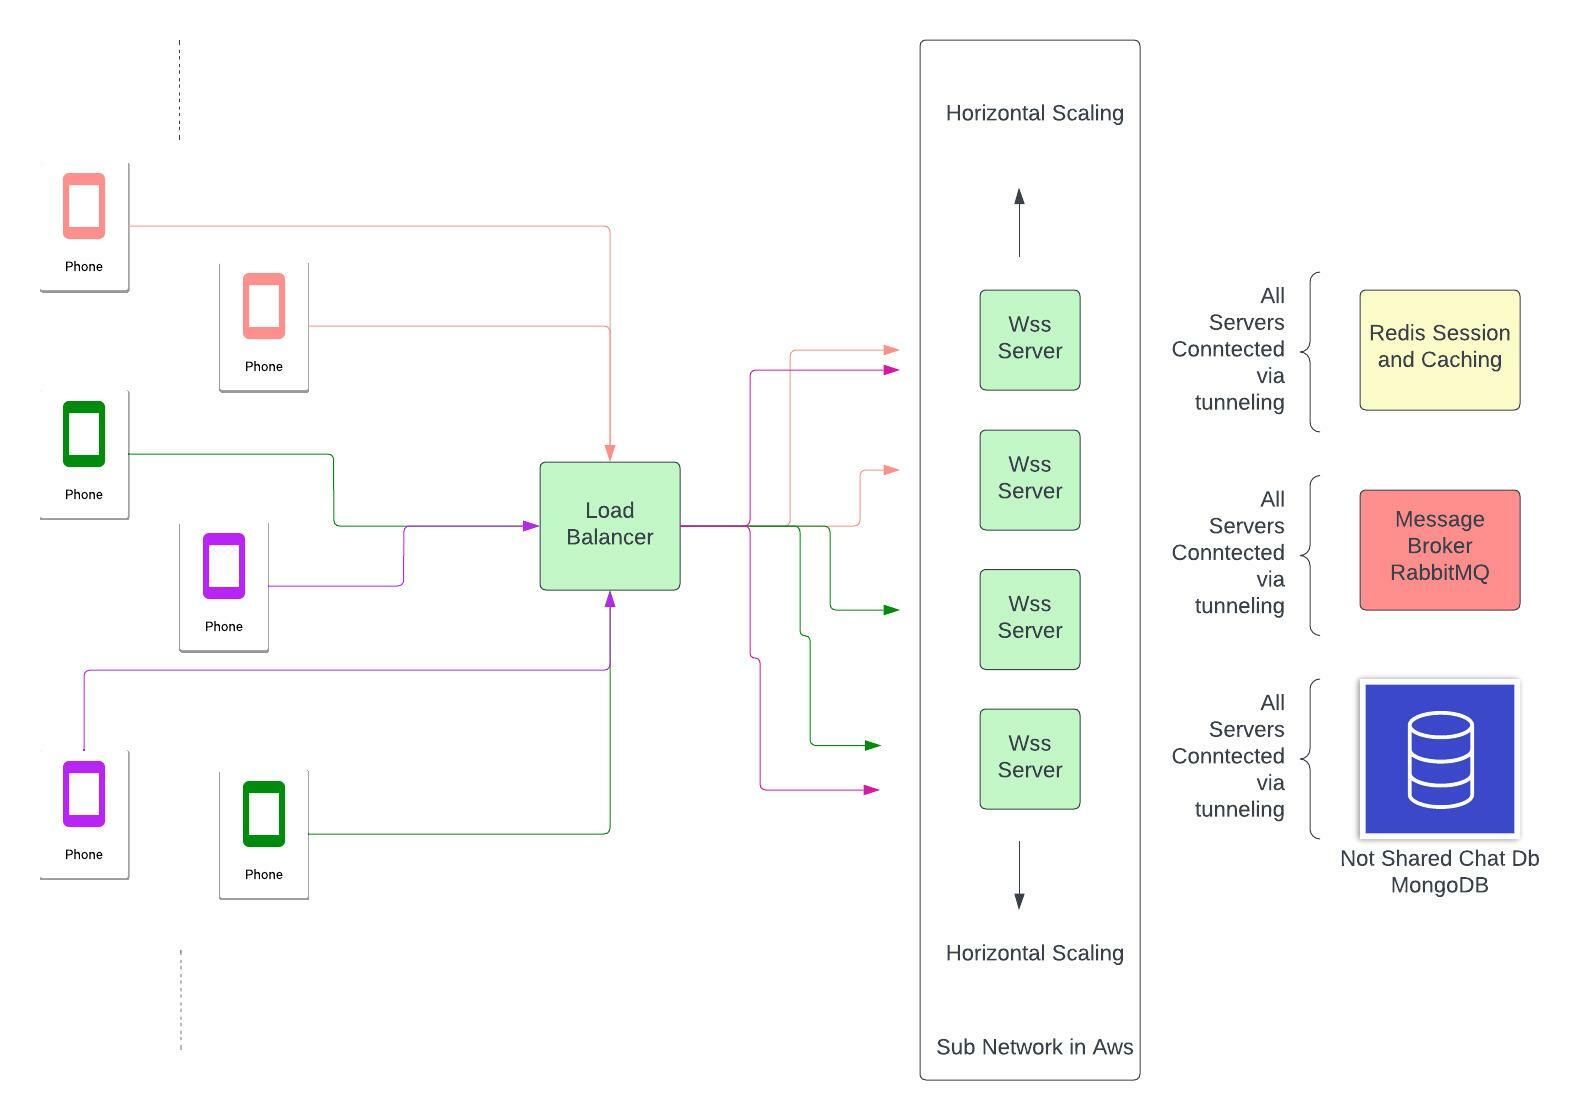 Horizontal Scaling
Phone
Phone
Phone
Phone
Phone
Phone
Load
Balancer
Wss
Server
Wss
Server
Wss
Server
Wss
Server
Horizontal Scaling
Sub Network in Aws
All
Servers
Conntected
via
tunneling
Redis Session
and Caching
All
Servers
Conntected
via
tunneling
Message
Broker
RabbitMQ
All
Servers
Conntected
via
tunneling
Not Shared Chat Db
MongoDB